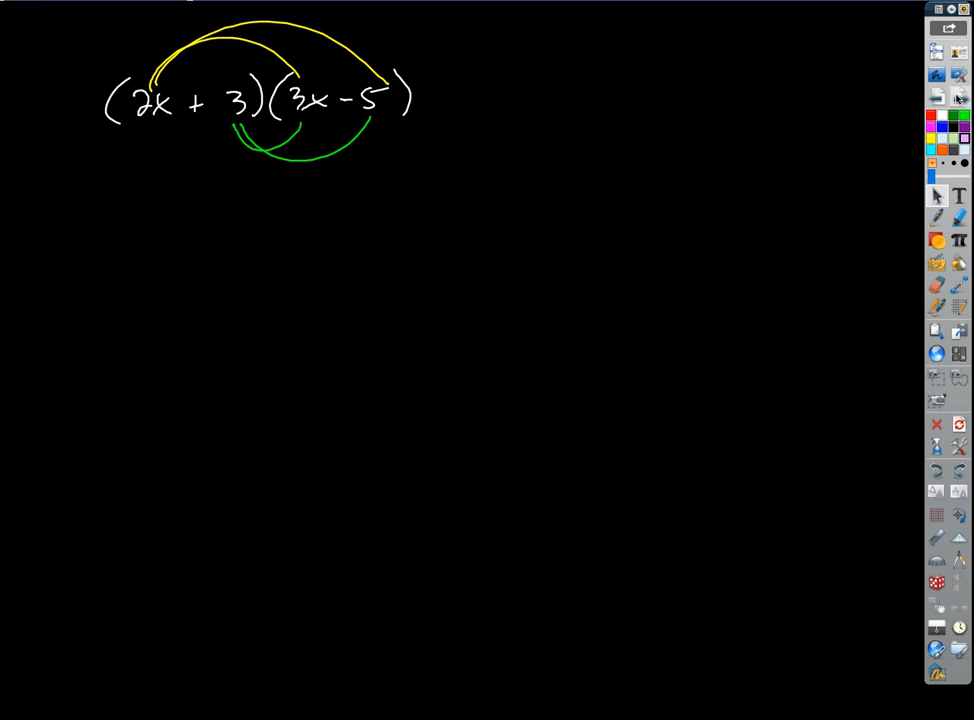 (2x + 3)(3x - 5)